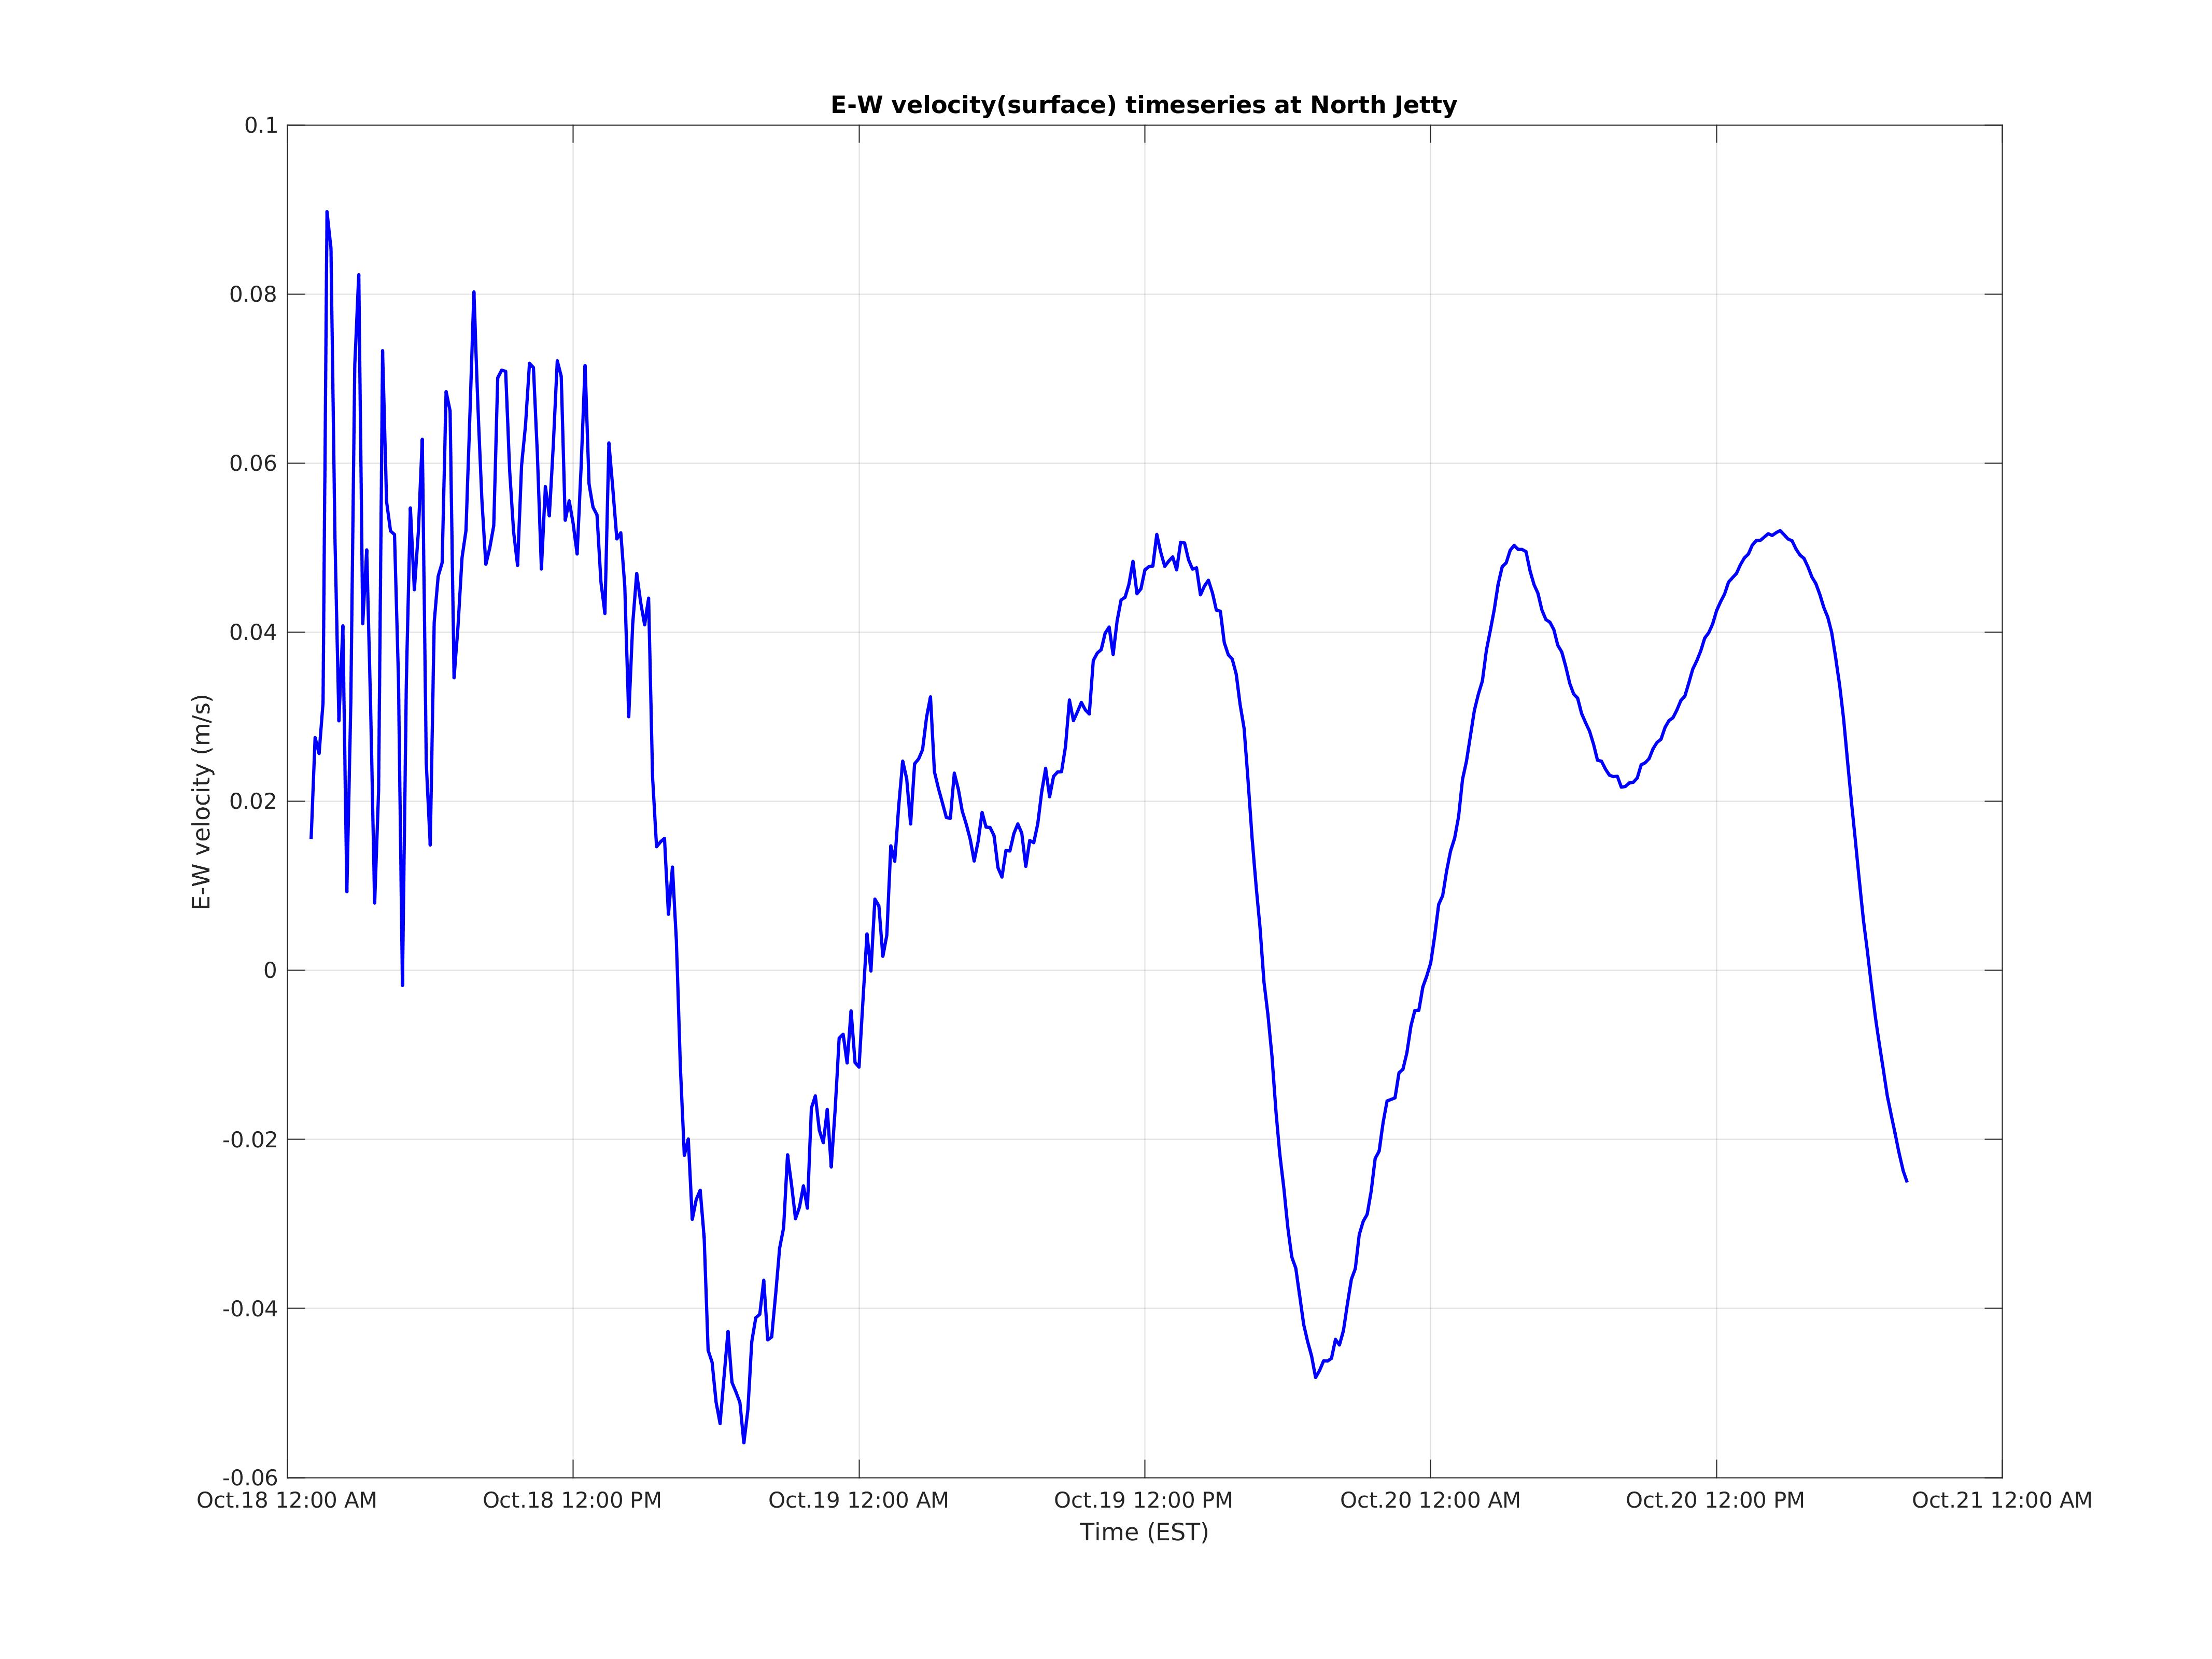 E-W velocity(surface) timeseries at North Jetty
0.1
0.08
0.06
0.04
0.02
0
-0.02
-0.04
-0.06
E-W velocity (m/s)
Oct.18 12:00 AM Oct.18 12:00 PM Oct.19 12:00 AM Oct.19 12:00 PM Oct.20 12:00 AM Oct.20 12:00 PM Oct.21 12:00 AM
Time (EST)